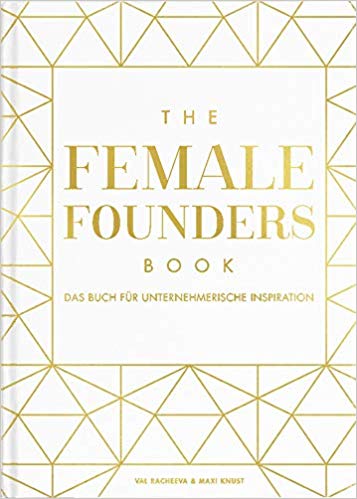 THE
FEMALE
FOUNDERS
BOOK
DAS BUCH FÜR UNTERNEHMERISCHE INSPIRATION
VAL RACHEEVA & MAXI KNUST